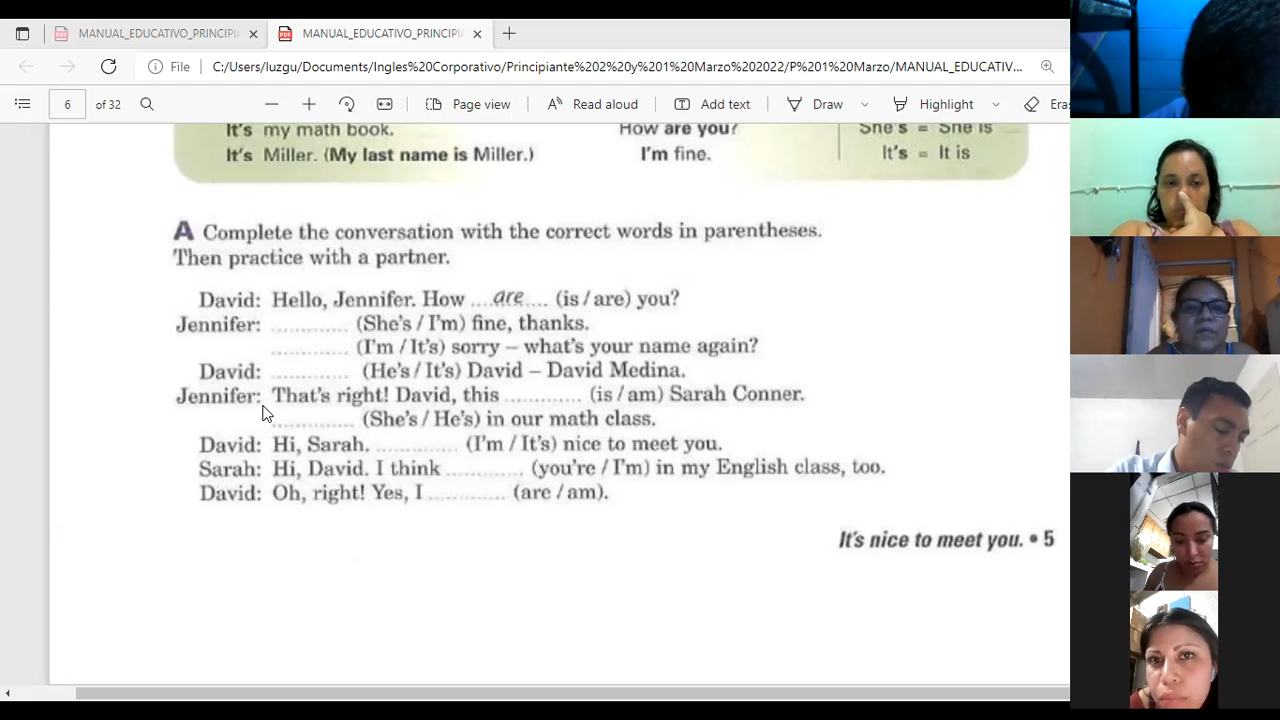 MANUAL_EDUCATIVO_PRINCIPI
MANUAL_EDUCATIVO_PRINCIPI
File
C:/Users/luzgu/Documents/Ingles%20Corporativo/Principiante%202%20y%201%20Marzo%202022/P%201%20Marzo/MANUAL_EDUCATIV...
6 of 32
Page view
Read aloud
Add text
Draw
Highlight
Eras
It's my math book. How are you? She's = She is
It's Miller. (My last name is Miller.) I'm fine. It's = It is
A Complete the conversation with the correct words in parentheses.
Then practice with a partner.
David: Hello, Jennifer. How ....are.... (is / are) you?
Jennifer: .............. (She's / I'm) fine, thanks.
.............. (I'm / It's) sorry – what's your name again?
David: .............. (He's / It's) David – David Medina.
Jennifer: That's right! David, this .............. (is / am) Sarah Conner.
.............. (She's / He's) in our math class.
David: Hi, Sarah. .............. (I'm / It's) nice to meet you.
Sarah: Hi, David. I think .............. (you're / I'm) in my English class, too.
David: Oh, right! Yes, I .............. (are / am).
It's nice to meet you. • 5